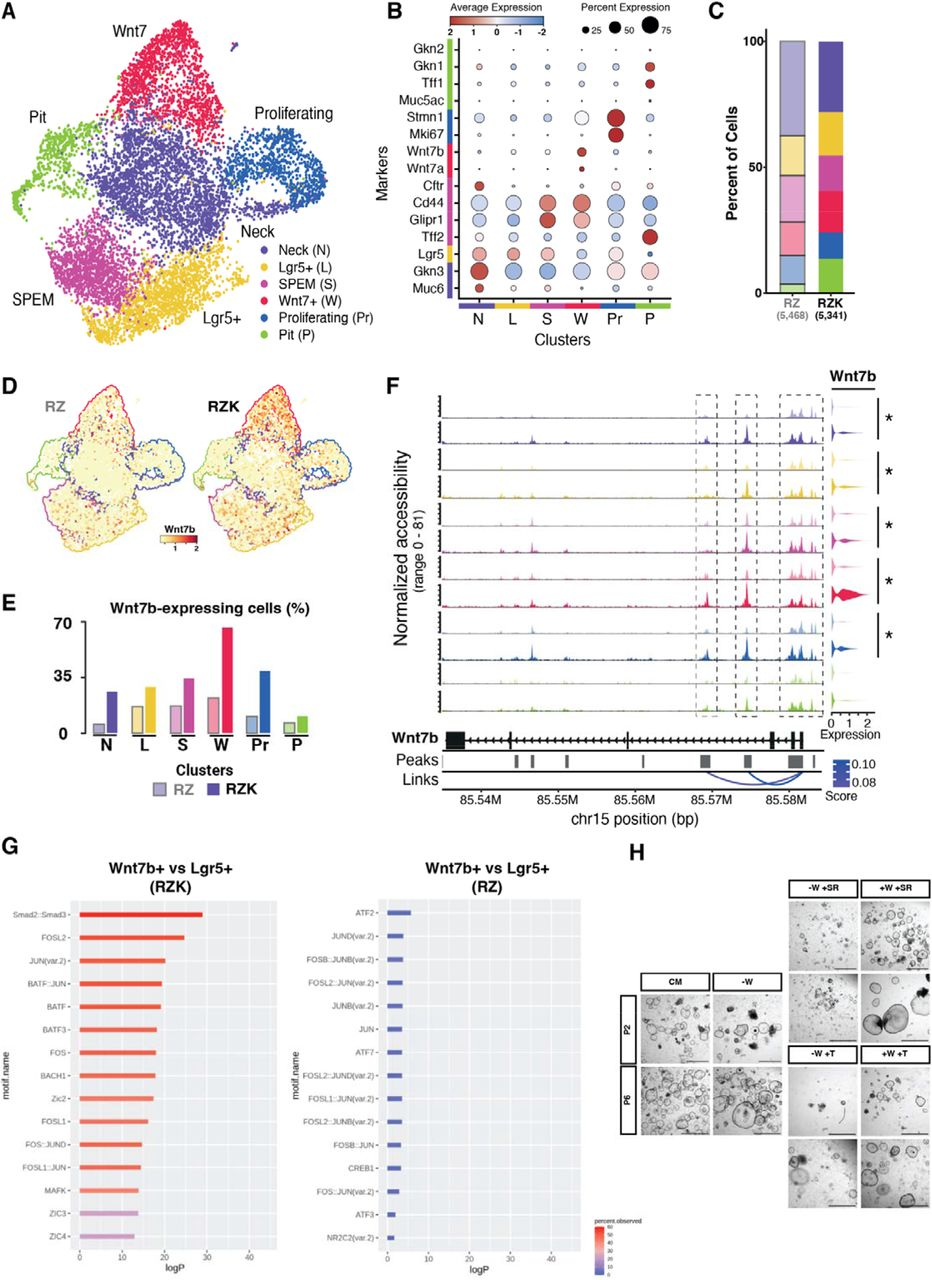 A
Wnt7
Pit
Proliferating
Neck
SPEM
Lgr5+
Neck (N)
Lgr5+ (L)
SPEM (S)
Wnt7+ (W)
Proliferating (Pr)
Pit (P)
B
Average Expression
2 1 0 -1 -2
Percent Expression
25 50 75
Markers
Gkn2
Gkn1
Tff1
Muc5ac
Stmn1
Mki67
Wnt7b
Wnt7a
Cftr
Cd44
Glipr1
Tff2
Lgr5
Gkn3
Muc6
N L S W Pr P
Clusters
C
Percent of Cells
100
50
0
RZ RZK
(5,468) (5,341)
D
RZ
RZK
Wnt7b
1 2
E
Wnt7b-expressing cells (%)
70
35
0
N L S W Pr P
Clusters
RZ RZK
F
Wnt7b
Normalized accessibility
(range 0 - 81)
*
*
*
*
*
0 1 2
Expression
Wnt7b
Peaks
Links
85.54M 85.55M 85.56M 85.57M 85.58M
chr15 position (bp)
0.10
0.08
Score
G
Wnt7b+ vs Lgr5+
(RZK)
motif.name
Smad2::Smad3
FOSL2
JUN(var.2)
BATF::JUN
BATF
BATF3
FOS
BACH1
Zic2
FOSL1
FOS::JUND
FOSL1::JUN
MAFK
ZIC3
ZIC4
0 10 20 30 40
logP
Wnt7b+ vs Lgr5+
(RZ)
motif.name
ATF2
JUND(var.2)
FOSB::JUNB(var.2)
FOSL2::JUN(var.2)
JUNB(var.2)
JUN
ATF7
FOSL2::JUND(var.2)
FOSL1::JUN(var.2)
FOSL2::JUNB(var.2)
FOSB::JUN
CREB1
FOS::JUN(var.2)
ATF3
NR2C2(var.2)
0 10 20 30 40
logP
percent.observed
60
50
40
30
20
10
0
H
CM -W
P2
P6
-W +SR +W +SR
-W +T +W +T